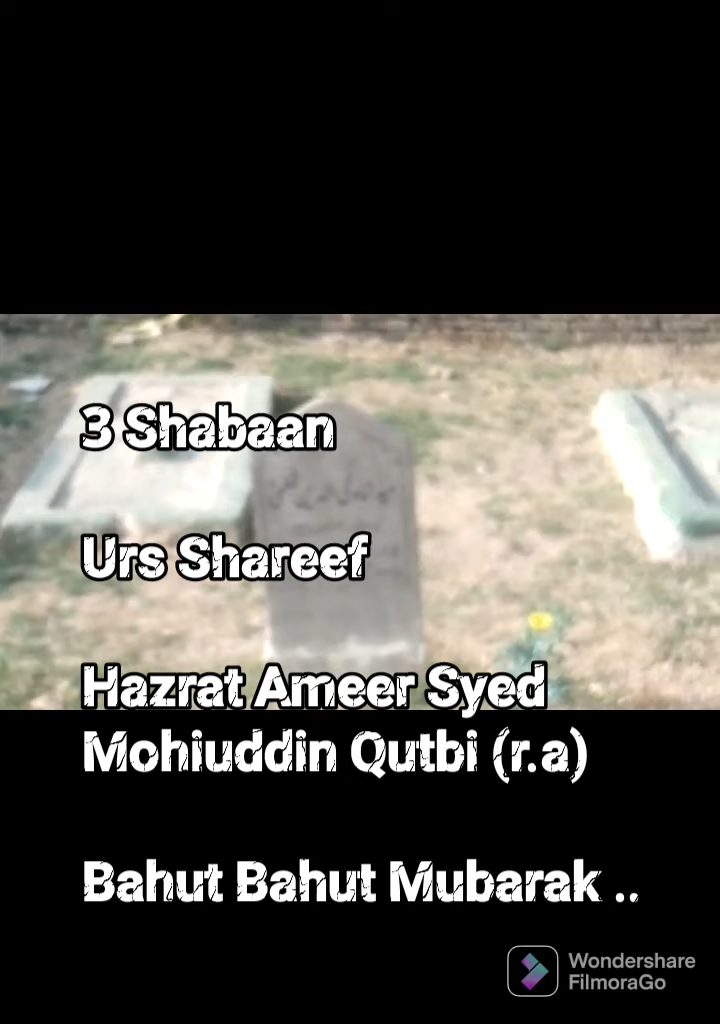 3 Shabaan
Urs Shareef
Hazrat Ameer Syed
Mohiuddin Qutbi (r.a)
Bahut Bahut Mubarak ..
Wondershare
FilmoraGo